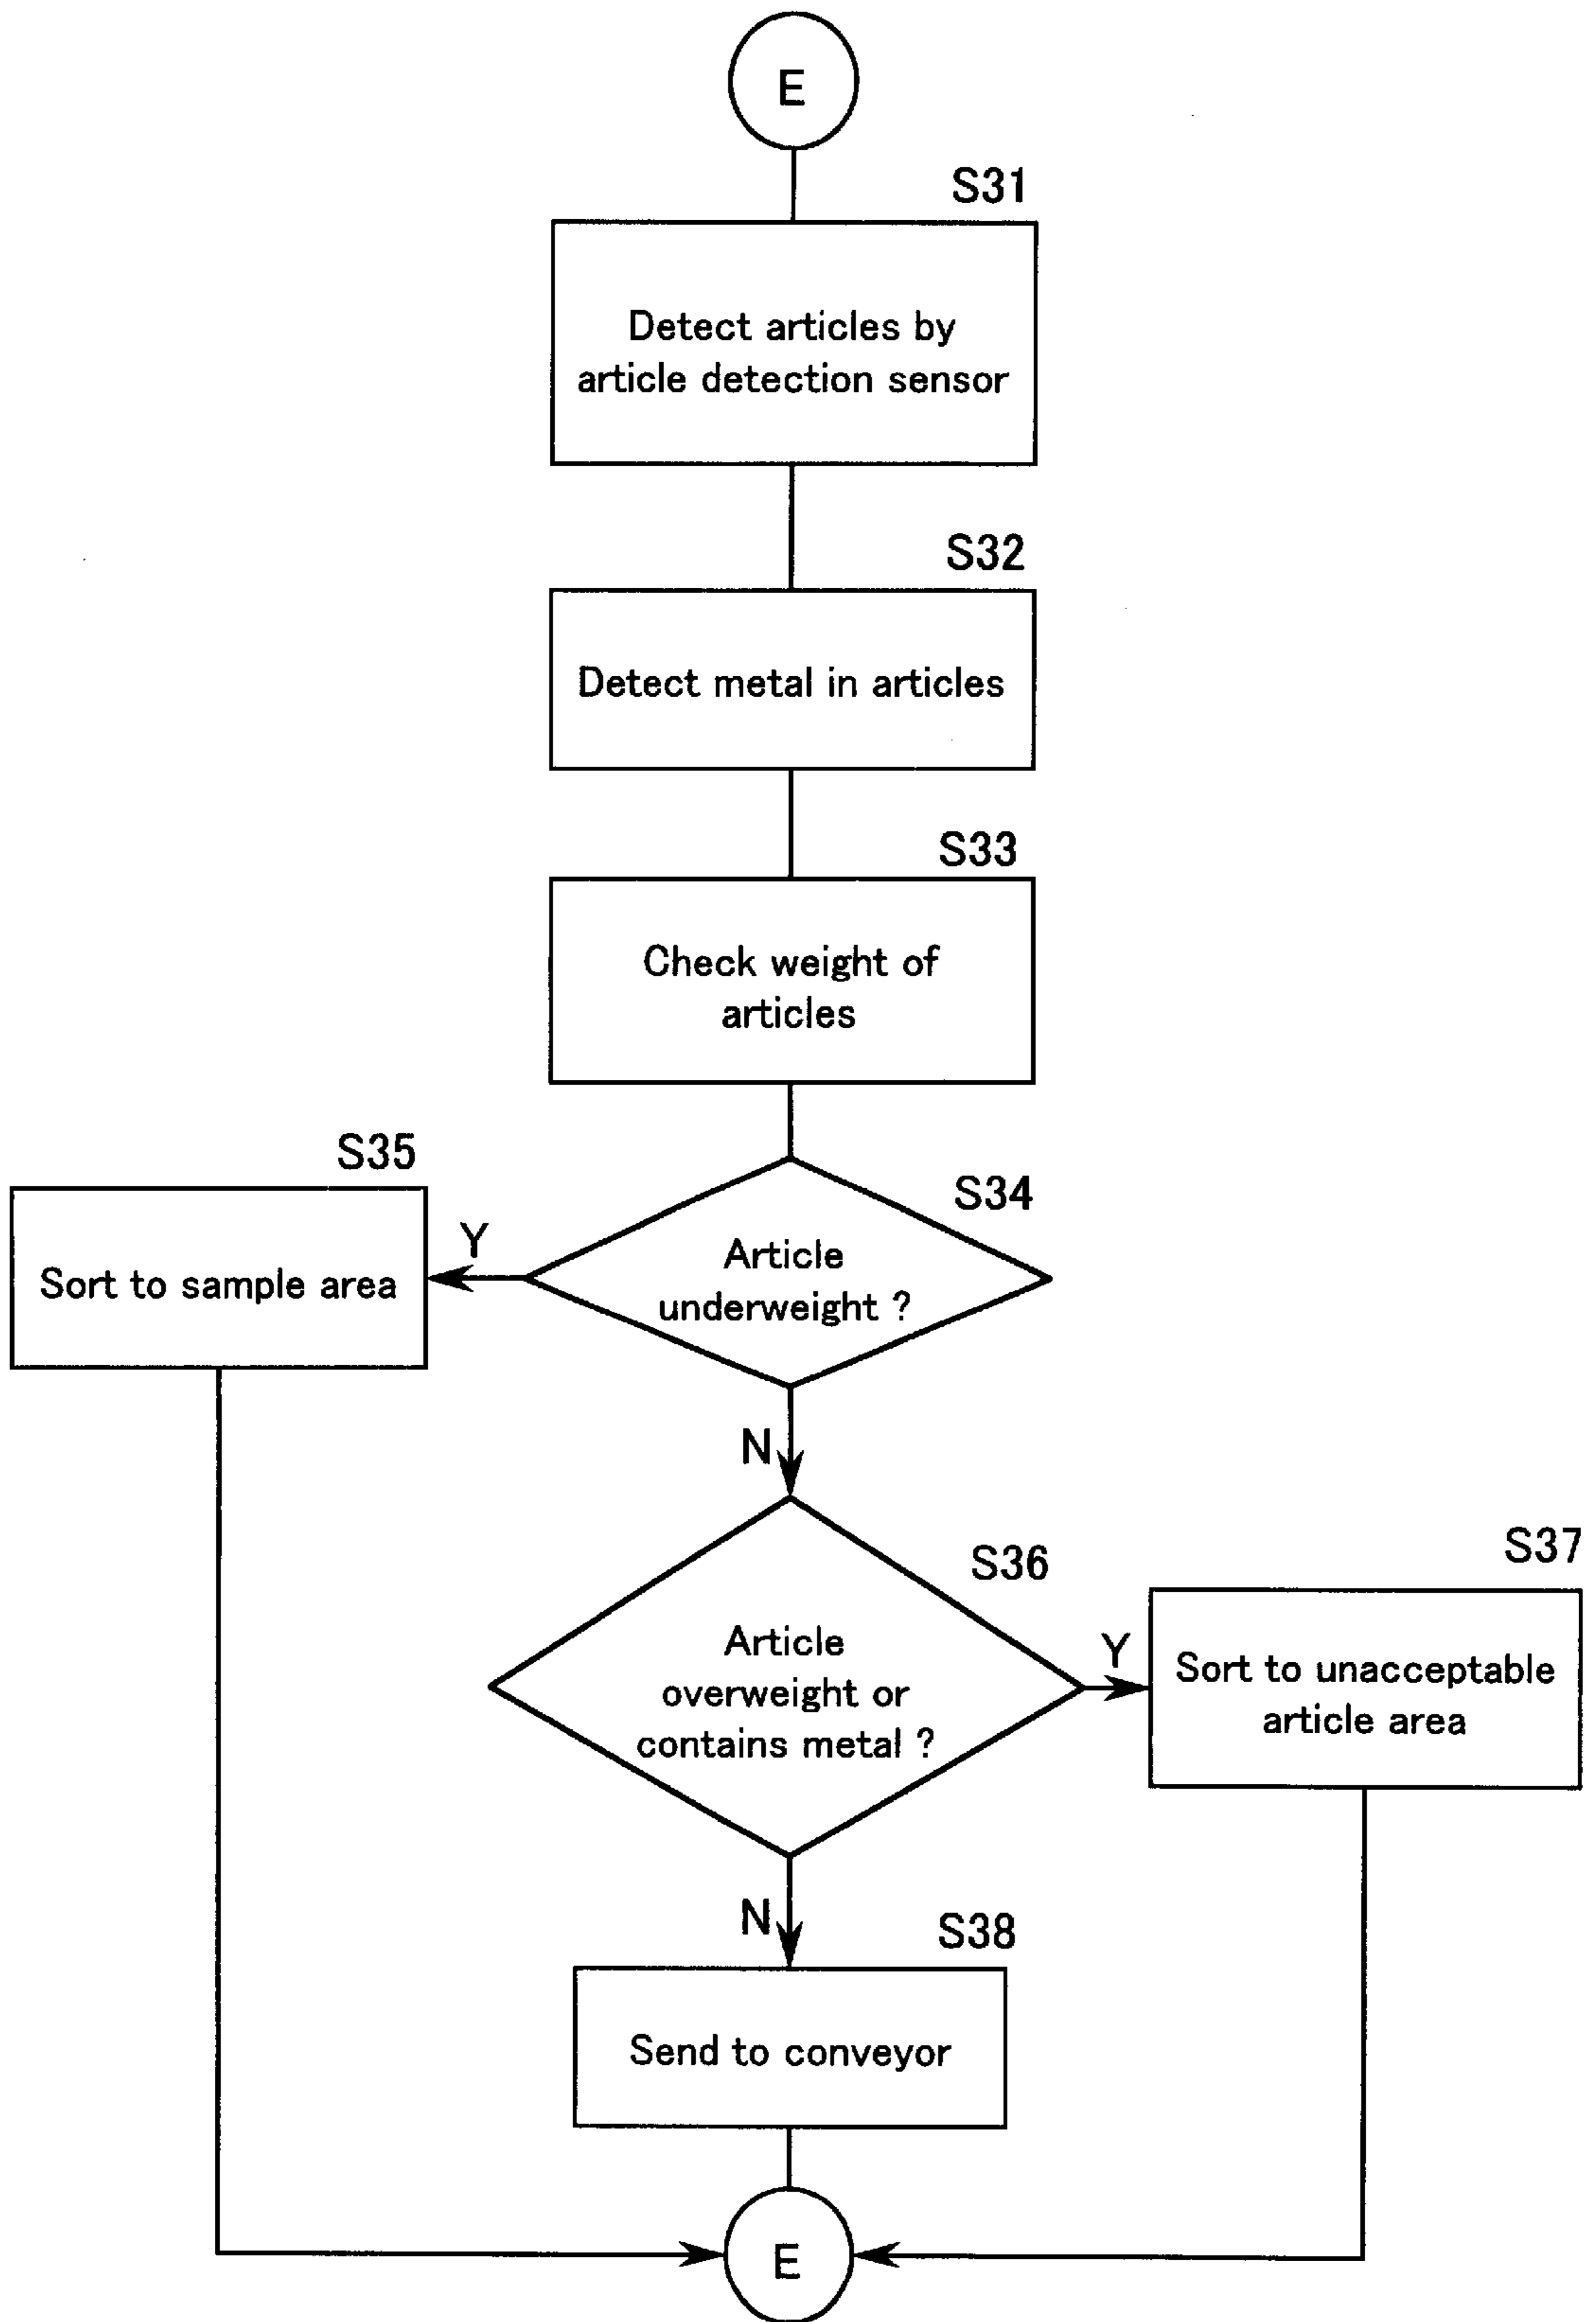 E
S31
Detect articles by
article detection sensor
S32
Detect metal in articles
S33
Check weight of
articles
S35
Sort to sample area
Y
S34
Article
underweight ?
N
S36
Article
overweight or
contains metal ?
Y
S37
Sort to unacceptable
article area
N
S38
Send to conveyor
E